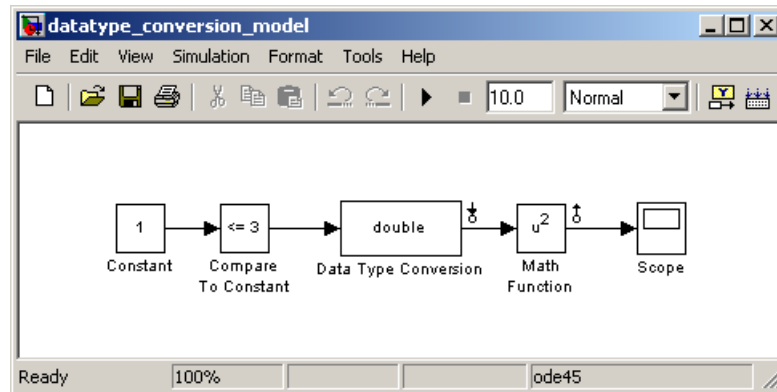 datatype_conversion_model
File Edit View Simulation Format Tools Help
10.0 Normal
1
<= 3
double
u²
Constant
Compare
To Constant
Data Type Conversion
Math
Function
Scope
Ready 100% ode45